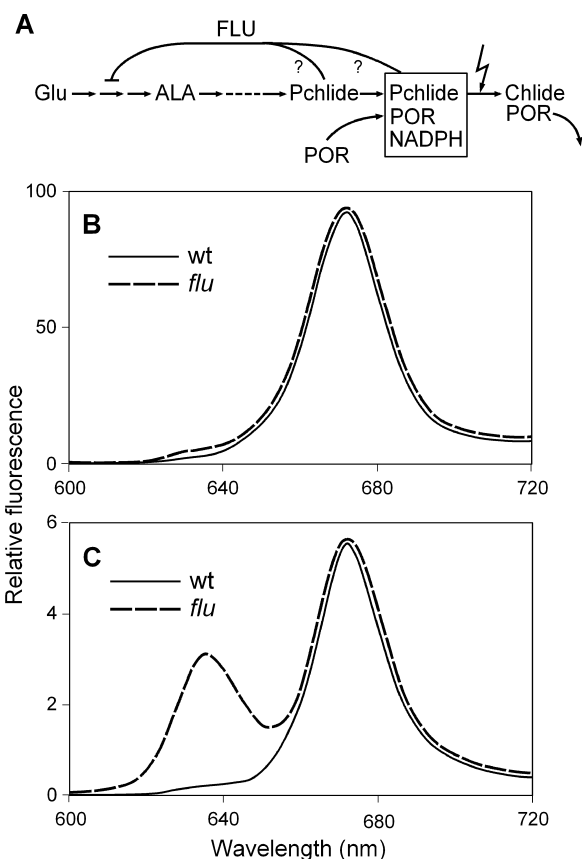 A
FLU
? ?
Glu ALA Pchlide Pchlide Chlide
POR POR
NADPH
POR
100
B
wt
flu
50
0
600 640 680 720
Relative fluorescence
6
C
wt
flu
4
2
0
600 640 680 720
Wavelength (nm)